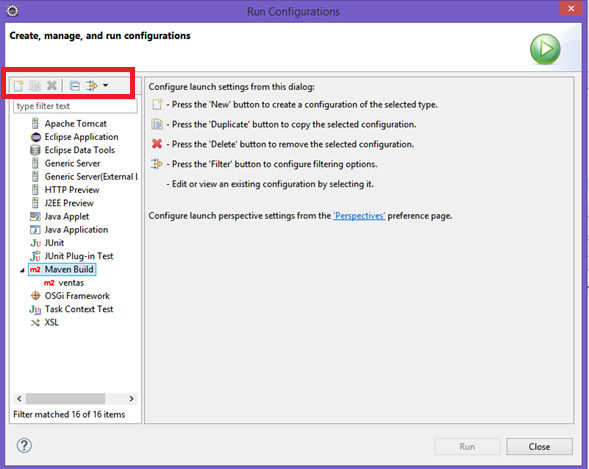 Run Configurations
Create, manage, and run configurations
type filter text
Apache Tomcat
Eclipse Application
Eclipse Data Tools
Generic Server
Generic Server(External L
HTTP Preview
J2EE Preview
Java Applet
Java Application
JUnit
JUnit Plug-in Test
m2 Maven Build
m2 ventas
OSGi Framework
Task Context Test
XSL
Filter matched 16 of 16 items
Configure launch settings from this dialog:
- Press the 'New' button to create a configuration of the selected type.
- Press the 'Duplicate' button to copy the selected configuration.
- Press the 'Delete' button to remove the selected configuration.
- Press the 'Filter' button to configure filtering options.
- Edit or view an existing configuration by selecting it.
Configure launch perspective settings from the 'Perspectives' preference page.
Run
Close